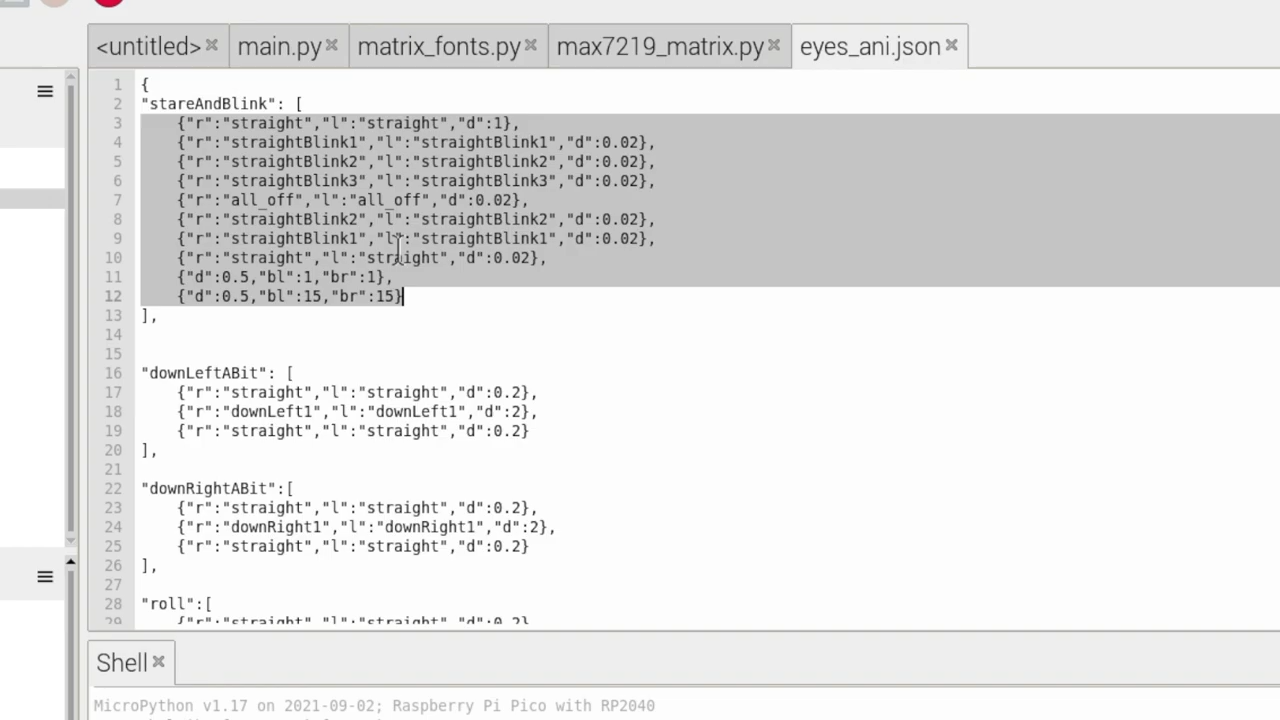 <untitled> main.py matrix_fonts.py max7219_matrix.py eyes_ani.json
1 {
2 "stareAndBlink": [
3 {"r":"straight","l":"straight","d":1},
4 {"r":"straightBlink1","l":"straightBlink1","d":0.02},
5 {"r":"straightBlink2","l":"straightBlink2","d":0.02},
6 {"r":"straightBlink3","l":"straightBlink3","d":0.02},
7 {"r":"all_off","l":"all_off","d":0.02},
8 {"r":"straightBlink2","l":"straightBlink2","d":0.02},
9 {"r":"straightBlink1","l":"straightBlink1","d":0.02},
10 {"r":"straight","l":"straight","d":0.02},
11 {"d":0.5,"bl":1,"br":1},
12 {"d":0.5,"bl":15,"br":15}
13 ],
14
15
16 "downLeftABit": [
17 {"r":"straight","l":"straight","d":0.2},
18 {"r":"downLeft1","l":"downLeft1","d":2},
19 {"r":"straight","l":"straight","d":0.2}
20 ],
21
22 "downRightABit":[
23 {"r":"straight","l":"straight","d":0.2},
24 {"r":"downRight1","l":"downRight1","d":2},
25 {"r":"straight","l":"straight","d":0.2}
26 ],
27
28 "roll":[
29 {"r":"straight","l":"straight","d":0.2},
Shell
MicroPython v1.17 on 2021-09-02; Raspberry Pi Pico with RP2040